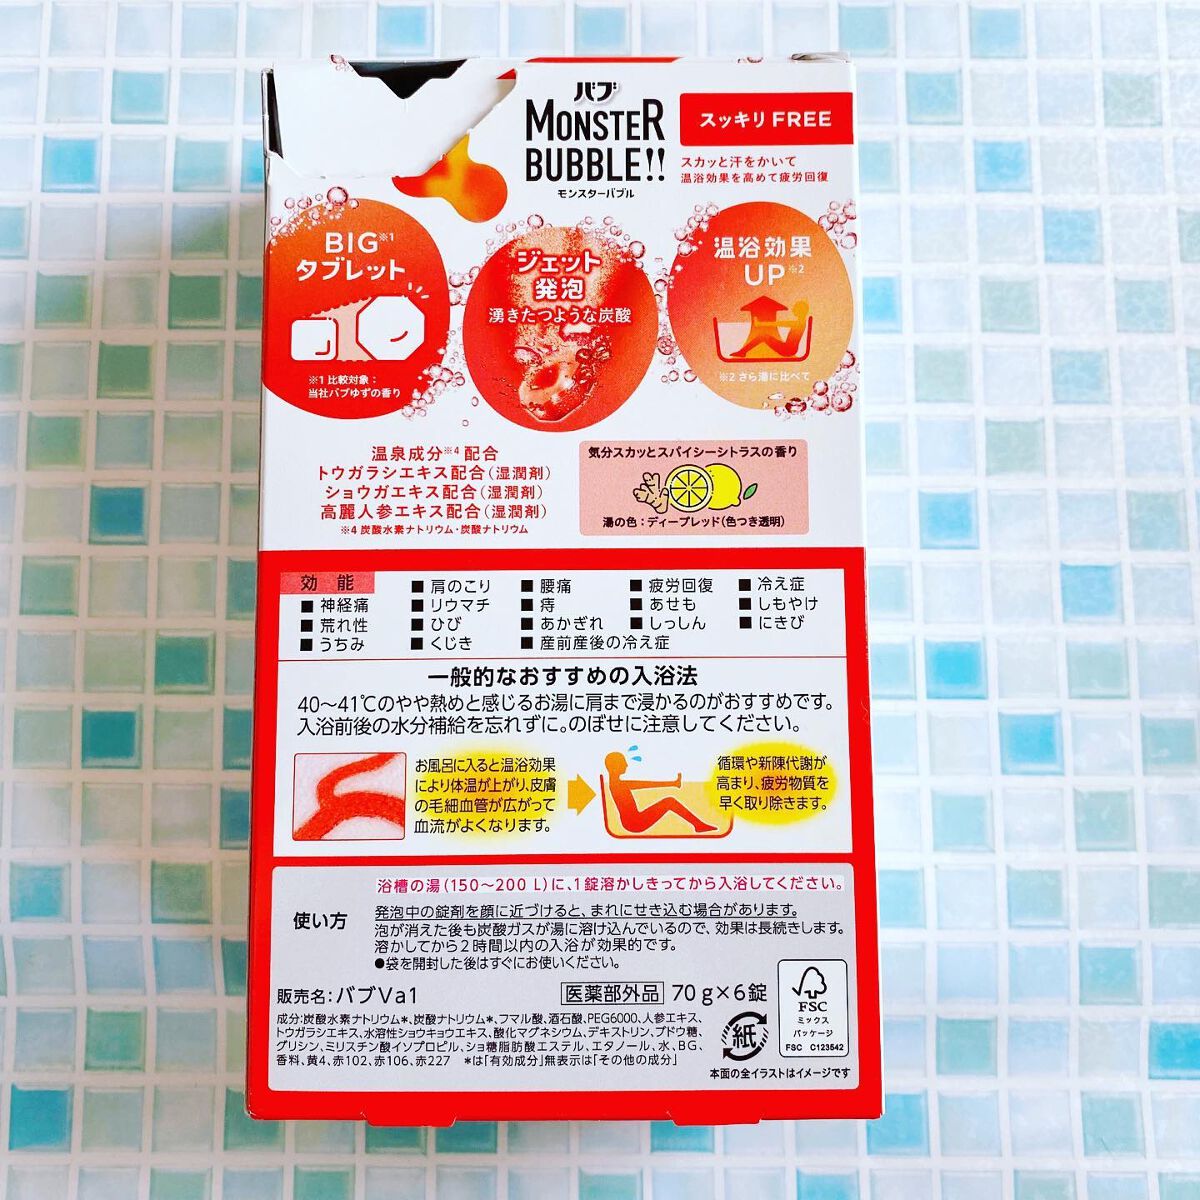 バブ
MONSTER
BUBBLE!!
モンスターバブル
スッキリ FREE
スカッと汗をかいて
温浴効果を高めて疲労回復
BIG※1
タブレット
※1 比較対象：
当社バブゆずの香り
ジェット
発泡
湧きたつような炭酸
温浴効果
UP※2
※2 さら湯に比べて
温泉成分※4配合
トウガラシエキス配合(湿潤剤)
ショウガエキス配合(湿潤剤)
高麗人参エキス配合(湿潤剤)
※4 炭酸水素ナトリウム・炭酸ナトリウム
気分スカッとスパイシーシトラスの香り
湯の色：ディープレッド(色つき透明)
効能 ■肩のこり ■腰痛 ■疲労回復 ■冷え症
■神経痛 ■リウマチ ■痔 ■あせも ■しもやけ
■荒れ性 ■ひび ■あかぎれ ■しっしん ■にきび
■うちみ ■くじき ■産前産後の冷え症
一般的なおすすめの入浴法
40〜41℃のやや熱めと感じるお湯に肩まで浸かるのがおすすめです。
入浴前後の水分補給を忘れずに。のぼせに注意してください。
お風呂に入ると温浴効果
により体温が上がり、皮膚
の毛細血管が広がって
血流がよくなります。
循環や新陳代謝が
高まり、疲労物質を
早く取り除きます。
使い方
浴槽の湯(150〜200 L)に、1錠溶かしきってから入浴してください。
発泡中の錠剤を顔に近づけると、まれにせき込む場合があります。
泡が消えた後も炭酸ガスが湯に溶け込んでいるので、効果は長続きします。
溶かしてから2時間以内の入浴が効果的です。
●袋を開封した後はすぐにお使いください。
販売名：バブVa1
医薬部外品 70g×6錠
成分:炭酸水素ナトリウム*、炭酸ナトリウム*、フマル酸、酒石酸、PEG6000、人参エキス、
トウガラシエキス、水溶性ショウキョウエキス、酸化マグネシウム、デキストリン、ブドウ糖、
グリシン、ミリスチン酸イソプロピル、ショ糖脂肪酸エステル、エタノール、水、BG、
香料、黄4、赤102、赤106、赤227 *は「有効成分」無表示は「その他の成分」
紙
FSC
ミックス
パッケージ
FSC C123542
本面の全イラストはイメージです